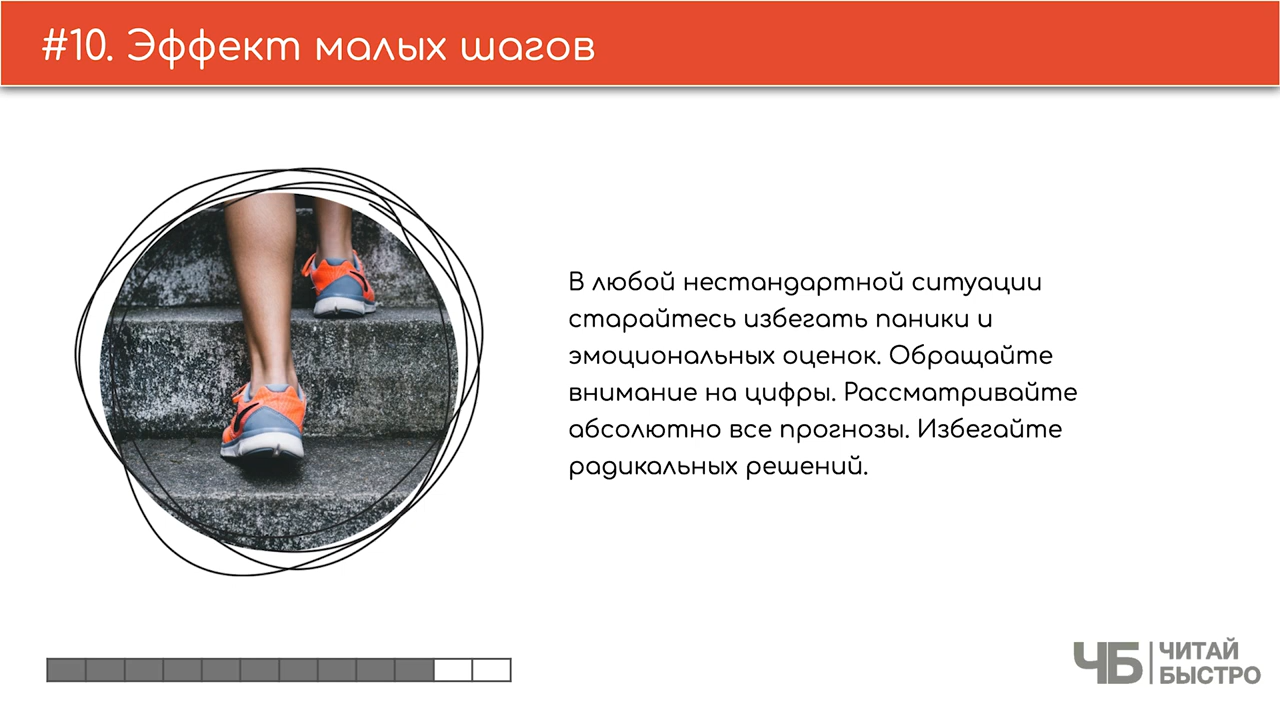 #10. Эффект малых шагов
В любой нестандартной ситуации
старайтесь избегать паники и
эмоциональных оценок. Обращайте
внимание на цифры. Рассматривайте
абсолютно все прогнозы. Избегайте
радикальных решений.
ЧБ
ЧИТАЙ
БЫСТРО